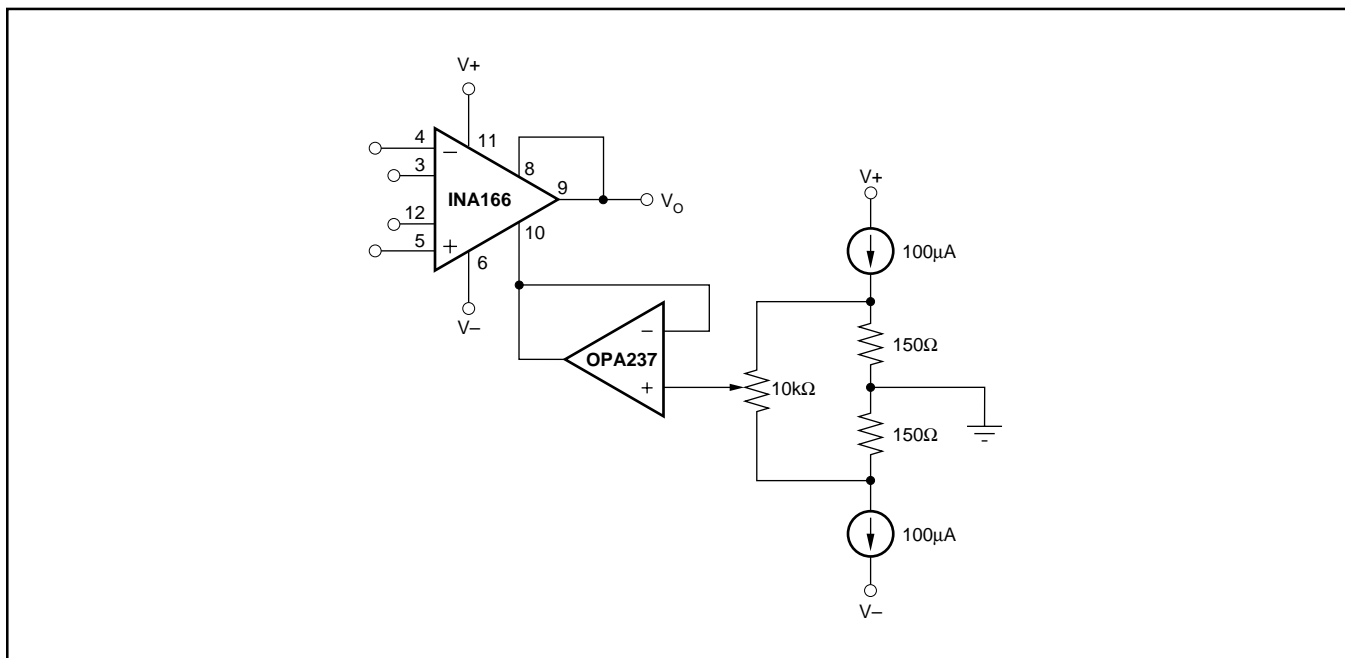 V+
4
–
11
8
3
9
INA166
V_O
12
10
5
+
6
V–
V+
100µA
–
150Ω
OPA237
+
10kΩ
150Ω
100µA
V–